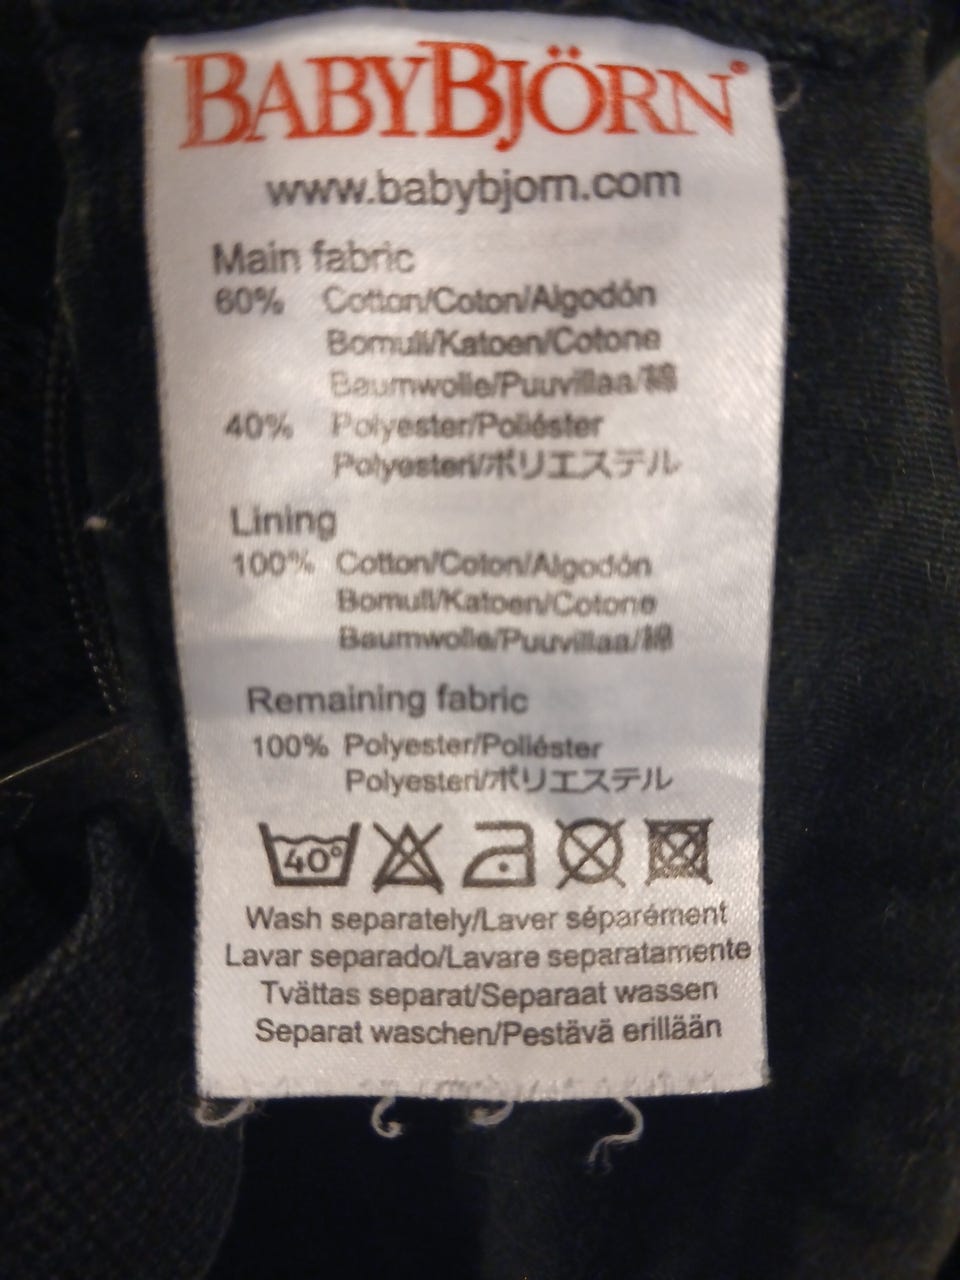 BABYBJÖRN®
www.babybjorn.com
Main fabric
60% Cotton/Coton/Algodón
Bomull/Katoen/Cotone
Baumwolle/Puuvillaa/綿
40% Polyester/Poliéster
Polyesteri/ポリエステル
Lining
100% Cotton/Coton/Algodón
Bomull/Katoen/Cotone
Baumwolle/Puuvillaa/綿
Remaining fabric
100% Polyester/Poliéster
Polyesteri/ポリエステル
40°
Wash separately/Laver séparément
Lavar separado/Lavare separatamente
Tvättas separat/Separaat wassen
Separat waschen/Pestävä erillään